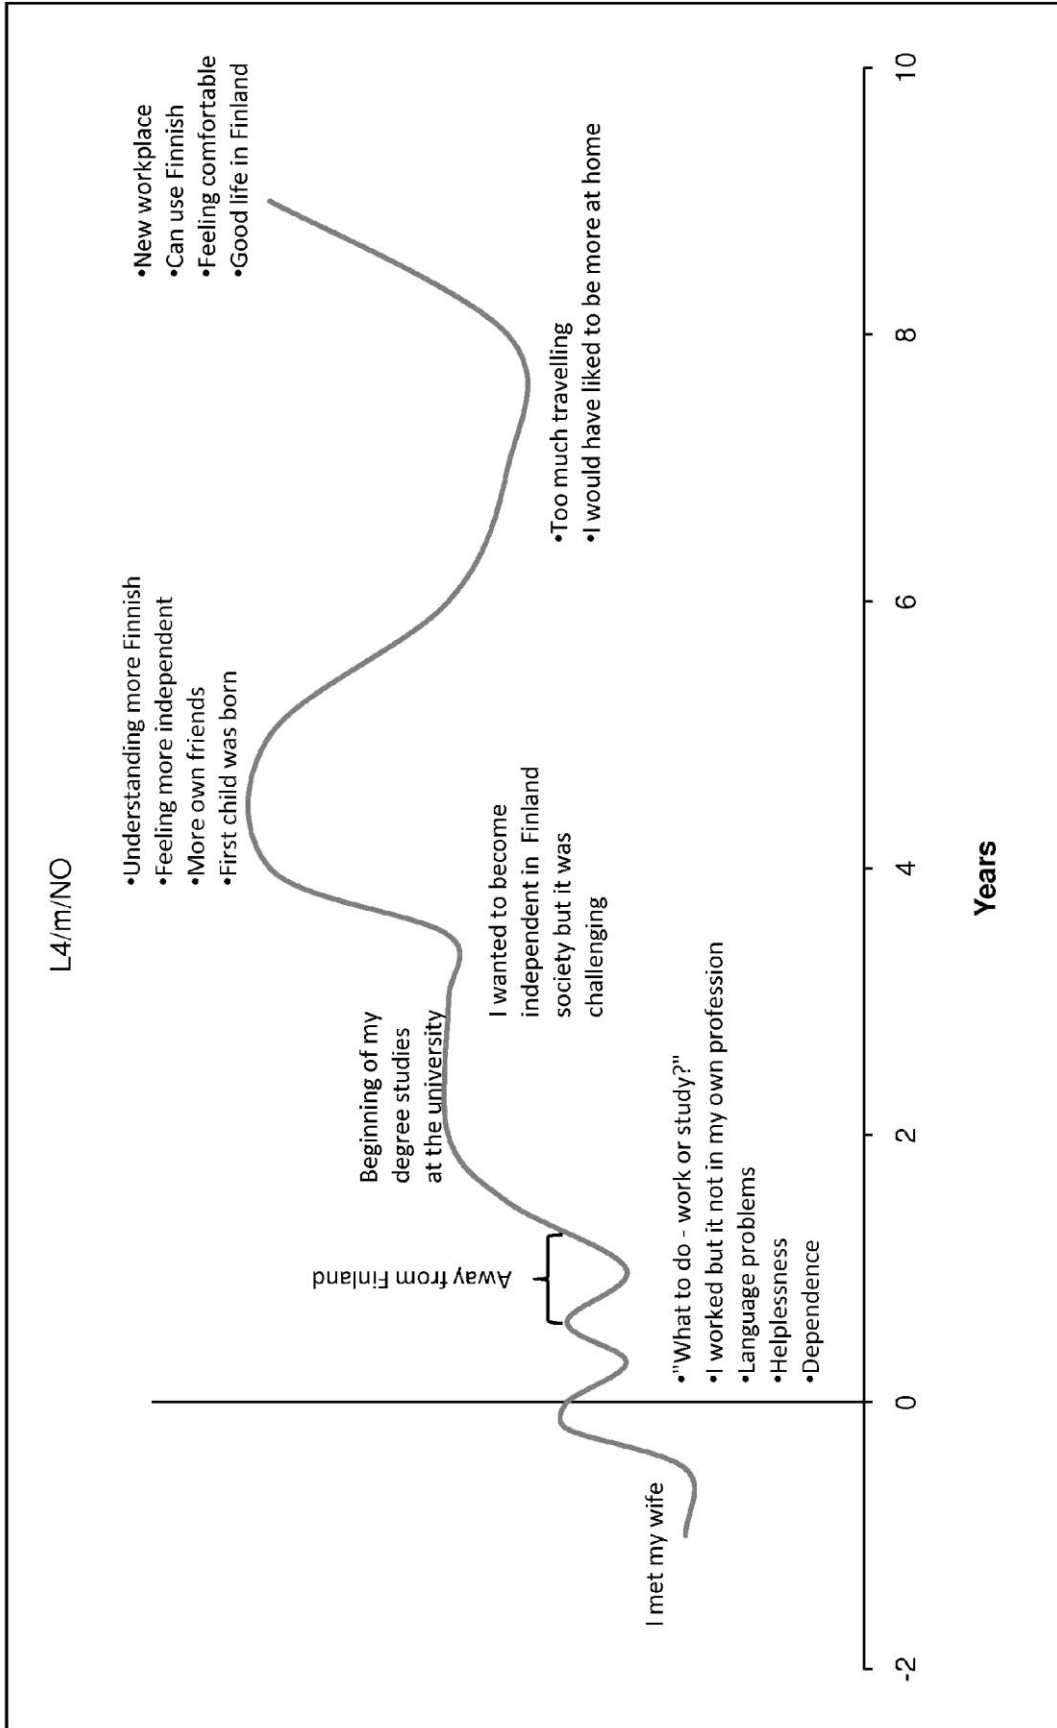 L4/m/NO
I met my wife
•"What to do - work or study?"
•I worked but it not in my own profession
•Language problems
•Helplessness
•Dependence
Away from Finland
Beginning of my
degree studies
at the university
I wanted to become
independent in Finland
society but it was
challenging
•Understanding more Finnish
•Feeling more independent
•More own friends
•First child was born
•Too much travelling
•I would have liked to be more at home
•New workplace
•Can use Finnish
•Feeling comfortable
•Good life in Finland
-2 0 2 4 6 8 10
Years